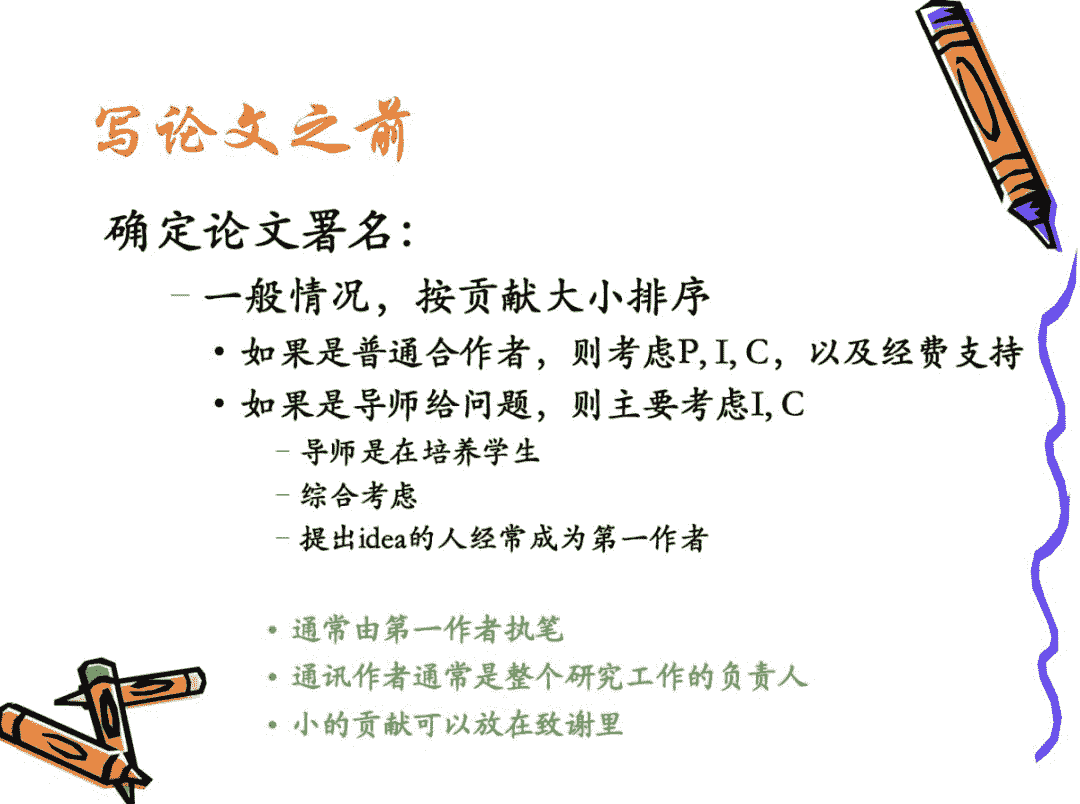 写论文之前
确定论文署名：
– 一般情况，按贡献大小排序
• 如果是普通合作者，则考虑P, I, C，以及经费支持
• 如果是导师给问题，则主要考虑I, C
– 导师是在培养学生
– 综合考虑
– 提出idea的人经常成为第一作者
• 通常由第一作者执笔
• 通讯作者通常是整个研究工作的负责人
• 小的贡献可以放在致谢里